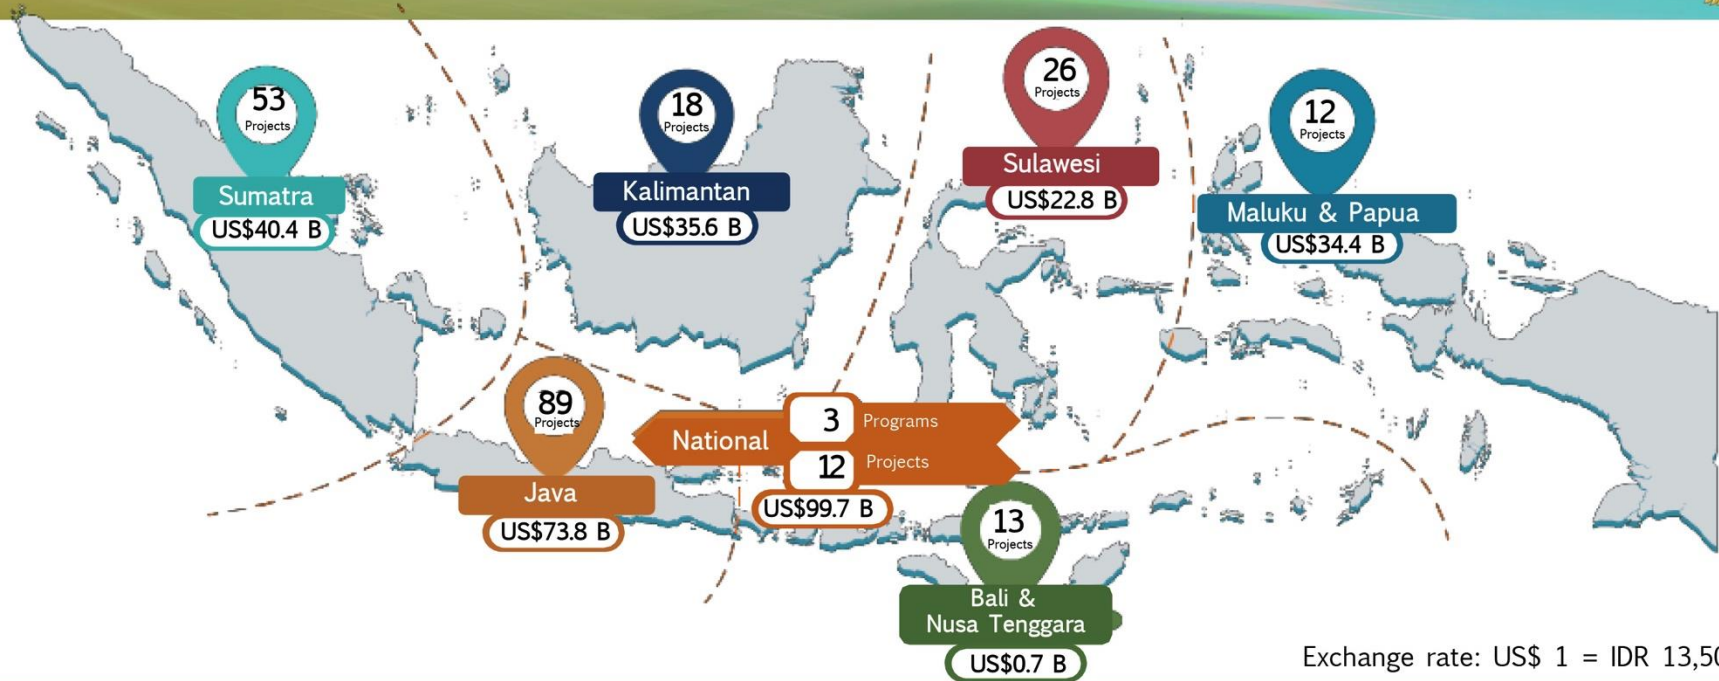 53
Projects
Sumatra
US$40.4 B
18
Projects
Kalimantan
US$35.6 B
26
Projects
Sulawesi
US$22.8 B
12
Projects
Maluku & Papua
US$34.4 B
89
Projects
Java
US$73.8 B
National
3 Programs
12 Projects
US$99.7 B
13
Projects
Bali &
Nusa Tenggara
US$0.7 B
Exchange rate: US$ 1 = IDR